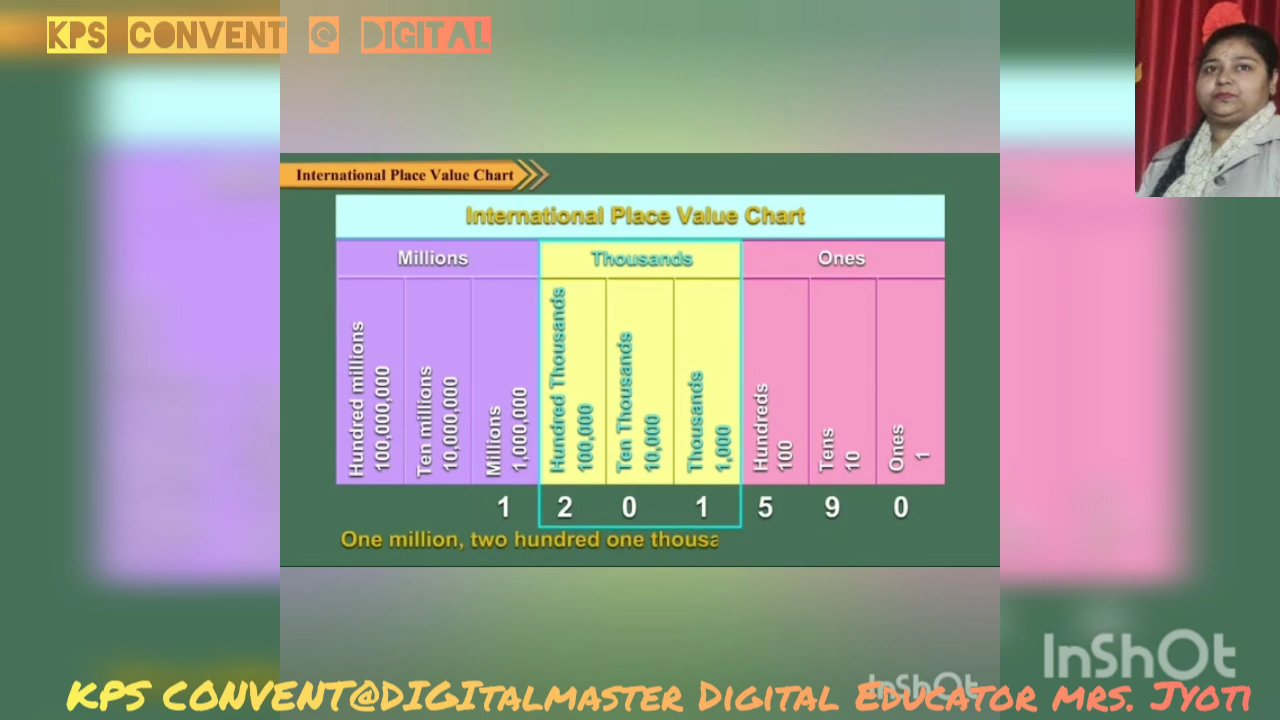 KPS CONVENT @ DIGITAL
International Place Value Chart
International Place Value Chart
Millions Thousands Ones
Hundred millions
100,000,000
Ten millions
10,000,000
Millions
1,000,000
Hundred Thousands
100,000
Ten Thousands
10,000
Thousands
1,000
Hundreds
100
Tens
10
Ones
1
1 2 0 1 5 9 0
One million, two hundred one thousa
InShOt
InShOt
KPS CONVENT@DIGItalmaster Digital Educator mrs. Jyoti